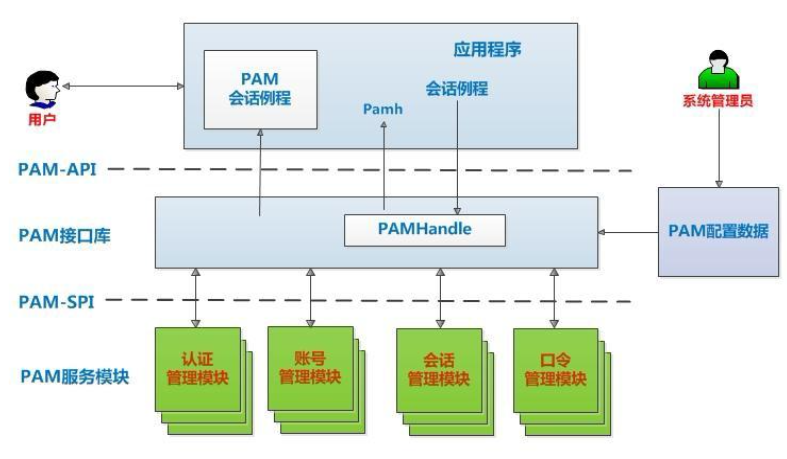 应用程序
PAM
会话例程
会话例程
Pamh
用户
系统管理员
PAM-API
PAM接口库
PAMHandle
PAM配置数据
PAM-SPI
PAM服务模块
认证
管理模块
账号
管理模块
会话
管理模块
口令
管理模块